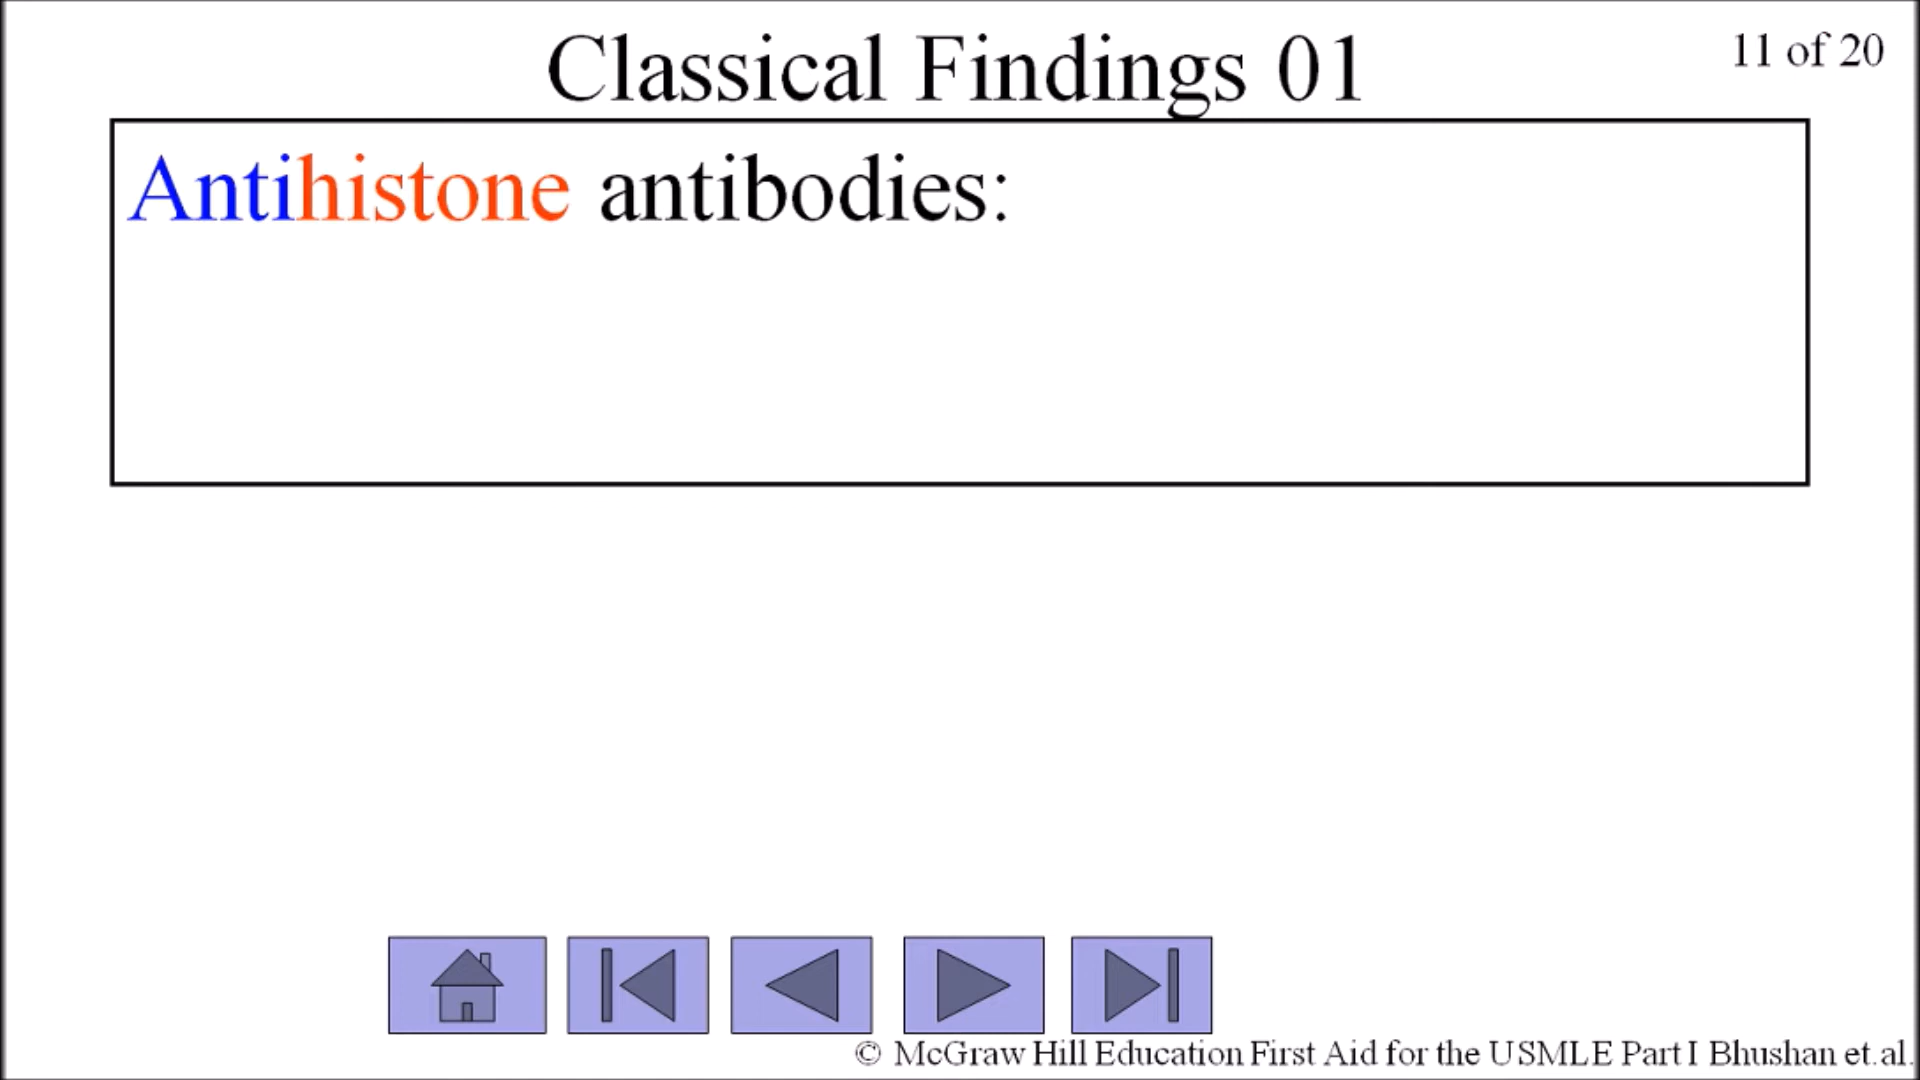 Classical Findings 01
11 of 20
Antihistone antibodies:
© McGraw Hill Education First Aid for the USMLE Part I Bhushan et.al.